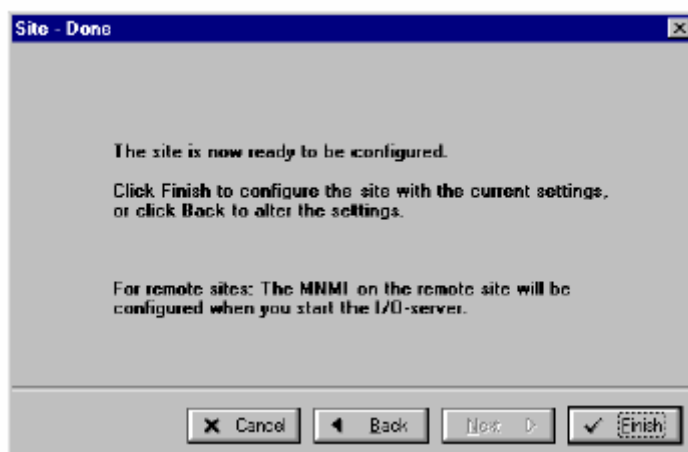 Site - Done
The site is now ready to be configured.
Click Finish to configure the site with the current settings,
or click Back to alter the settings.
For remote sites: The MNMI on the remote site will be
configured when you start the I/O-server.
Cancel Back Next Finish